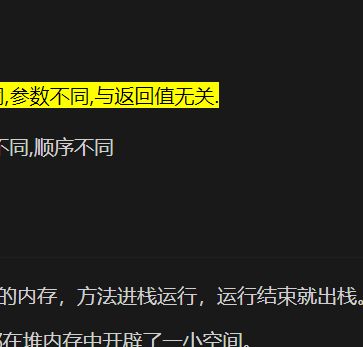 ,参数不同,与返回值无关.
不同,顺序不同
的内存，方法进栈运行，运行结束就出栈。
在堆内存中开辟了一小空间。